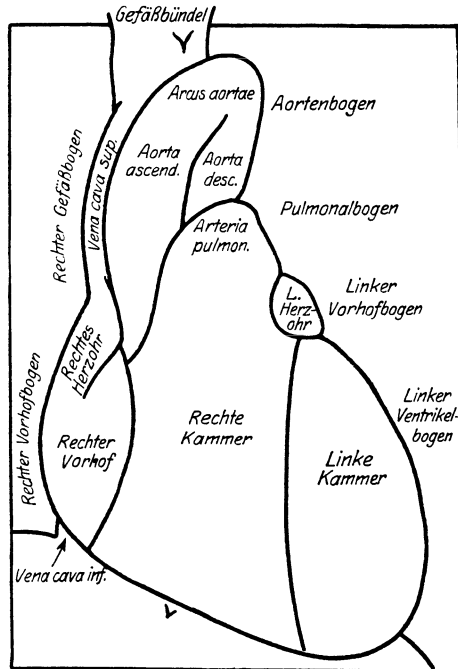 Gefäßbündel
Arcus aortae
Aortenbogen
Rechter Gefäßbogen
Vena cava sup.
Aorta
ascend.
Aorta
desc.
Pulmonalbogen
Arteria
pulmon.
L.
Herz-
ohr
Linker
Vorhofbogen
Rechtes
Herzohr
Rechter Vorhofbogen
Rechter
Vorhof
Rechte
Kammer
Linke
Kammer
Linker
Ventrikel-
bogen
Vena cava inf.